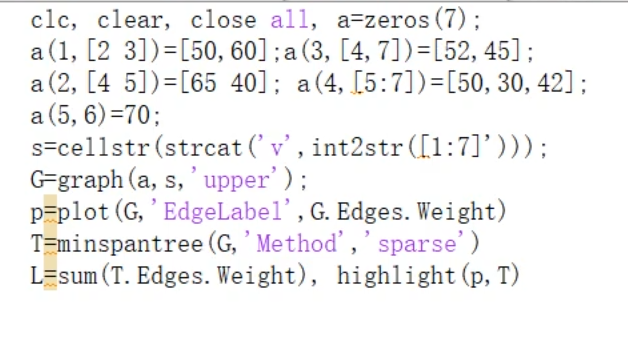 clc, clear, close all, a=zeros(7);
a(1,[2 3])=[50,60];a(3,[4,7])=[52,45];
a(2,[4 5])=[65 40]; a(4,[5:7])=[50,30,42];
a(5,6)=70;
s=cellstr(strcat('v',int2str([1:7]')));
G=graph(a,s,'upper');
p=plot(G,'EdgeLabel',G.Edges.Weight)
T=minspantree(G,'Method','sparse')
L=sum(T.Edges.Weight), highlight(p,T)